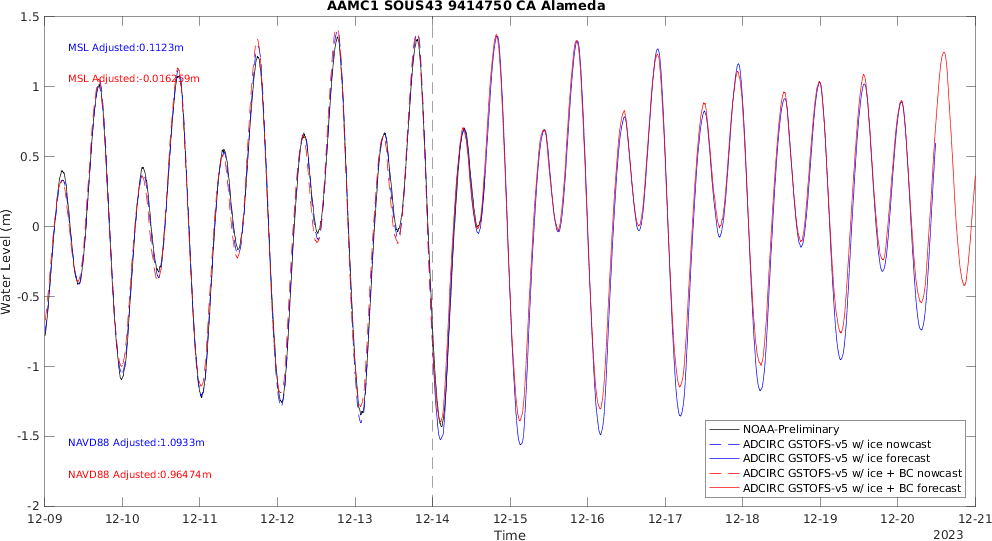 AAMC1 SOUS43 9414750 CA Alameda
MSL Adjusted:0.1123m
MSL Adjusted:-0.016259m
NAVD88 Adjusted:1.0933m
NAVD88 Adjusted:0.96474m
Water Level (m)
1.5
1
0.5
0
-0.5
-1
-1.5
-2
NOAA-Preliminary
ADCIRC GSTOFS-v5 w/ ice nowcast
ADCIRC GSTOFS-v5 w/ ice forecast
ADCIRC GSTOFS-v5 w/ ice + BC nowcast
ADCIRC GSTOFS-v5 w/ ice + BC forecast
12-09 12-10 12-11 12-12 12-13 12-14 12-15 12-16 12-17 12-18 12-19 12-20 12-21
Time
2023